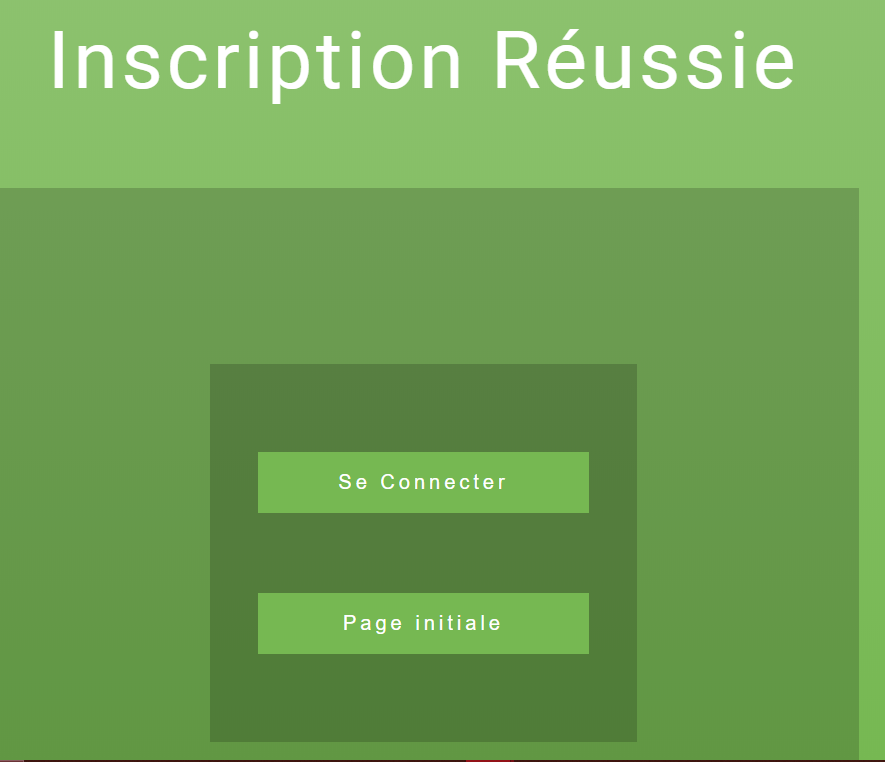 Inscription Réussie
Se Connecter
Page initiale